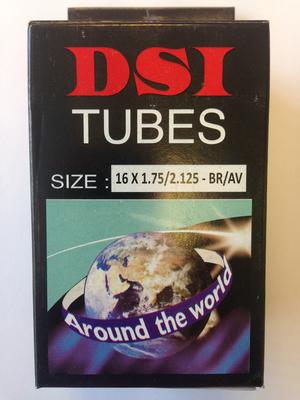 DSI
TUBES
SIZE : 16 X 1.75/2.125 - BR/AV
Around the world